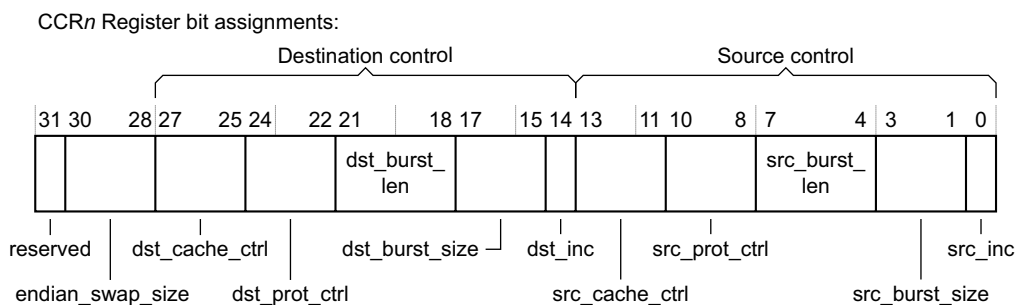 CCRn Register bit assignments:
Destination control Source control
31 30 28 27 25 24 22 21 18 17 15 14 13 11 10 8 7 4 3 1 0
dst_burst_ src_burst_
len len
reserved dst_cache_ctrl dst_burst_size dst_inc src_prot_ctrl src_inc
endian_swap_size dst_prot_ctrl src_cache_ctrl src_burst_size